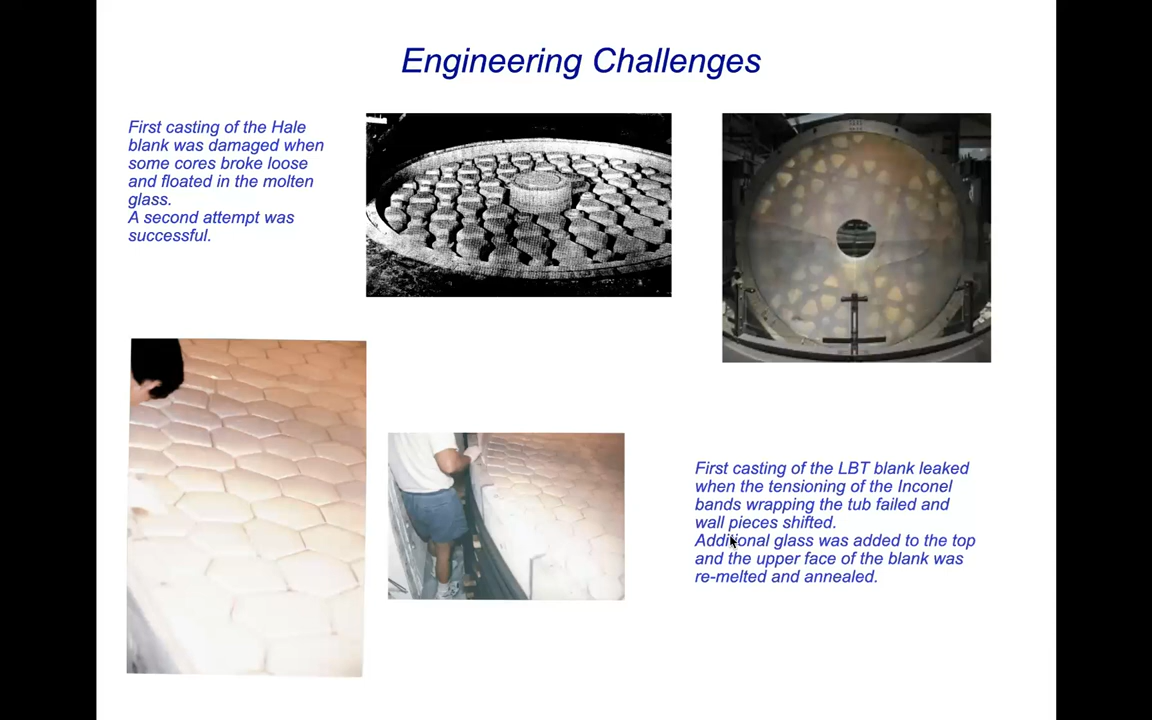 Engineering Challenges
First casting of the Hale
blank was damaged when
some cores broke loose
and floated in the molten
glass.
A second attempt was
successful.
First casting of the LBT blank leaked
when the tensioning of the Inconel
bands wrapping the tub failed and
wall pieces shifted.
Additional glass was added to the top
and the upper face of the blank was
re-melted and annealed.